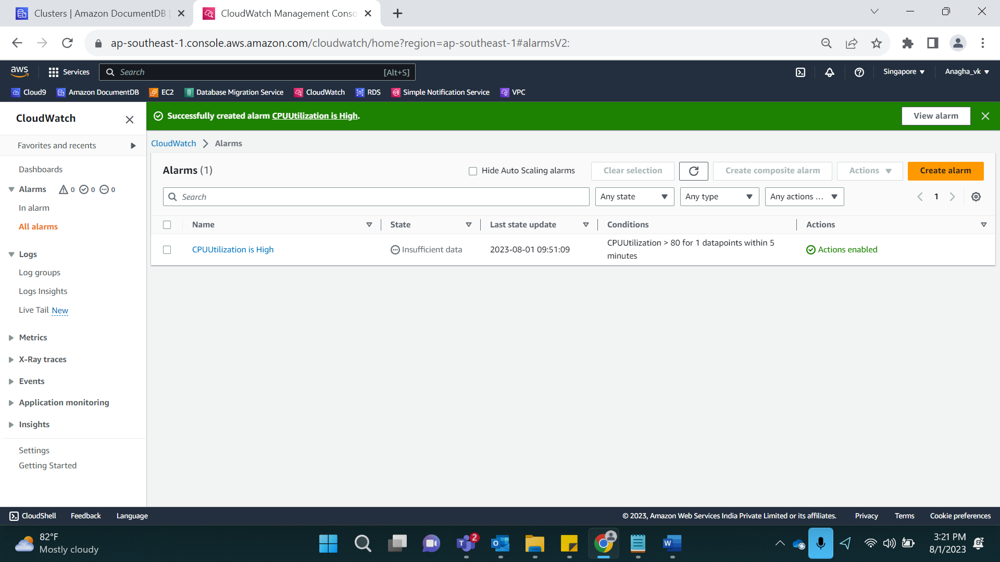 Clusters | Amazon DocumentDB
CloudWatch Management Conso
ap-southeast-1.console.aws.amazon.com/cloudwatch/home?region=ap-southeast-1#alarmsV2:
aws
Services
Search
[Alt+S]
Singapore
Anagha_vk
Cloud9
Amazon DocumentDB
EC2
Database Migration Service
CloudWatch
RDS
Simple Notification Service
VPC
CloudWatch
Favorites and recents
Dashboards
Alarms 0 0 0
In alarm
All alarms
Logs
Log groups
Logs Insights
Live Tail New
Metrics
X-Ray traces
Events
Application monitoring
Insights
Settings
Getting Started
Successfully created alarm CPUUtilization is High.
View alarm
CloudWatch > Alarms
Alarms (1)
Hide Auto Scaling alarms
Clear selection
Create composite alarm
Actions
Create alarm
Search
Any state
Any type
Any actions ...
1
Name
State
Last state update
Conditions
Actions
CPUUtilization is High
Insufficient data
2023-08-01 09:51:09
CPUUtilization > 80 for 1 datapoints within 5
minutes
Actions enabled
CloudShell
Feedback
Language
© 2023, Amazon Web Services India Private Limited or its affiliates.
Privacy
Terms
Cookie preferences
82°F
Mostly cloudy
2
3:21 PM
8/1/2023